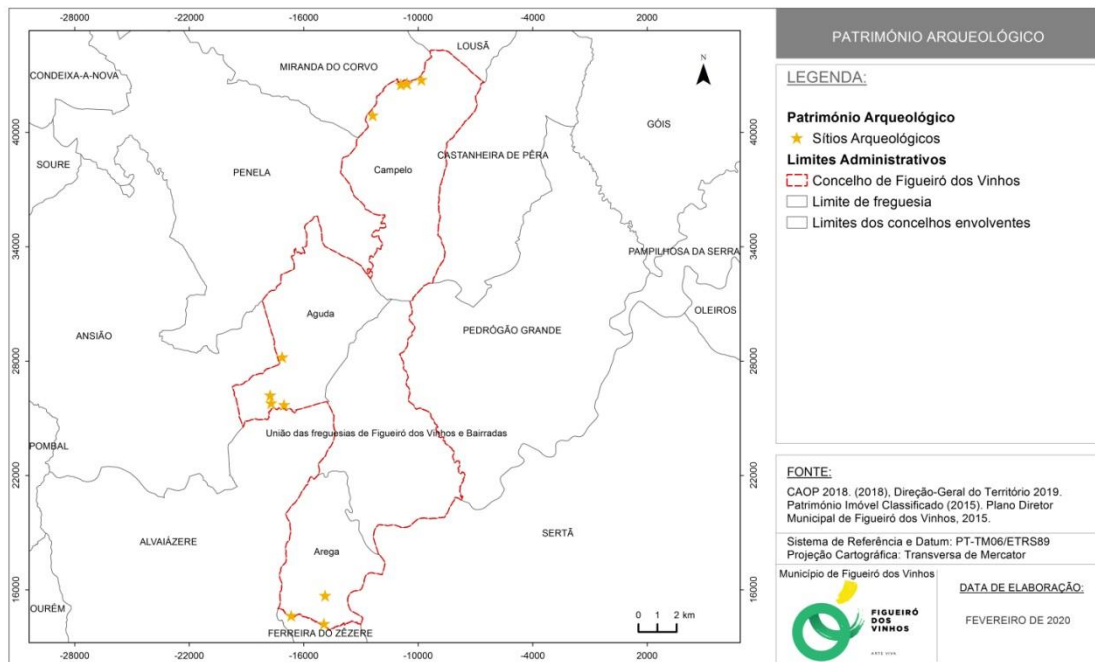 -28000 -22000 -16000 -10000 -4000 2000
LOUSÃ
MIRANDA DO CORVO
CONDEIXA-A-NOVA
N
GÓIS
40000 40000
SOURE
CASTANHEIRA DE PÊRA
PENELA
Campelo
34000 34000
PAMPILHOSA DA SERRA
OLEIROS
Aguda
ANSIÃO
PEDRÓGÃO GRANDE
28000 28000
União das freguesias de Figueiró dos Vinhos e Bairradas
POMBAL
22000 22000
ALVAIÁZERE
SERTÃ
Arega
16000 16000
OURÉM
FERREIRA DO ZÊZERE
0 1 2 km
-28000 -22000 -16000 -10000 -4000 2000
PATRIMÓNIO ARQUEOLÓGICO
LEGENDA:
Património Arqueológico
Sítios Arqueológicos
Limites Administrativos
Concelho de Figueiró dos Vinhos
Limite de freguesia
Limites dos concelhos envolventes
FONTE:
CAOP 2018. (2018), Direção-Geral do Território 2019.
Património Imóvel Classificado (2015). Plano Diretor
Municipal de Figueiró dos Vinhos, 2015.
Sistema de Referência e Datum: PT-TM06/ETRS89
Projeção Cartográfica: Transversa de Mercator
Município de Figueiró dos Vinhos
FIGUEIRÓ
DOS
VINHOS
ARTE VIVA
DATA DE ELABORAÇÃO:
FEVEREIRO DE 2020